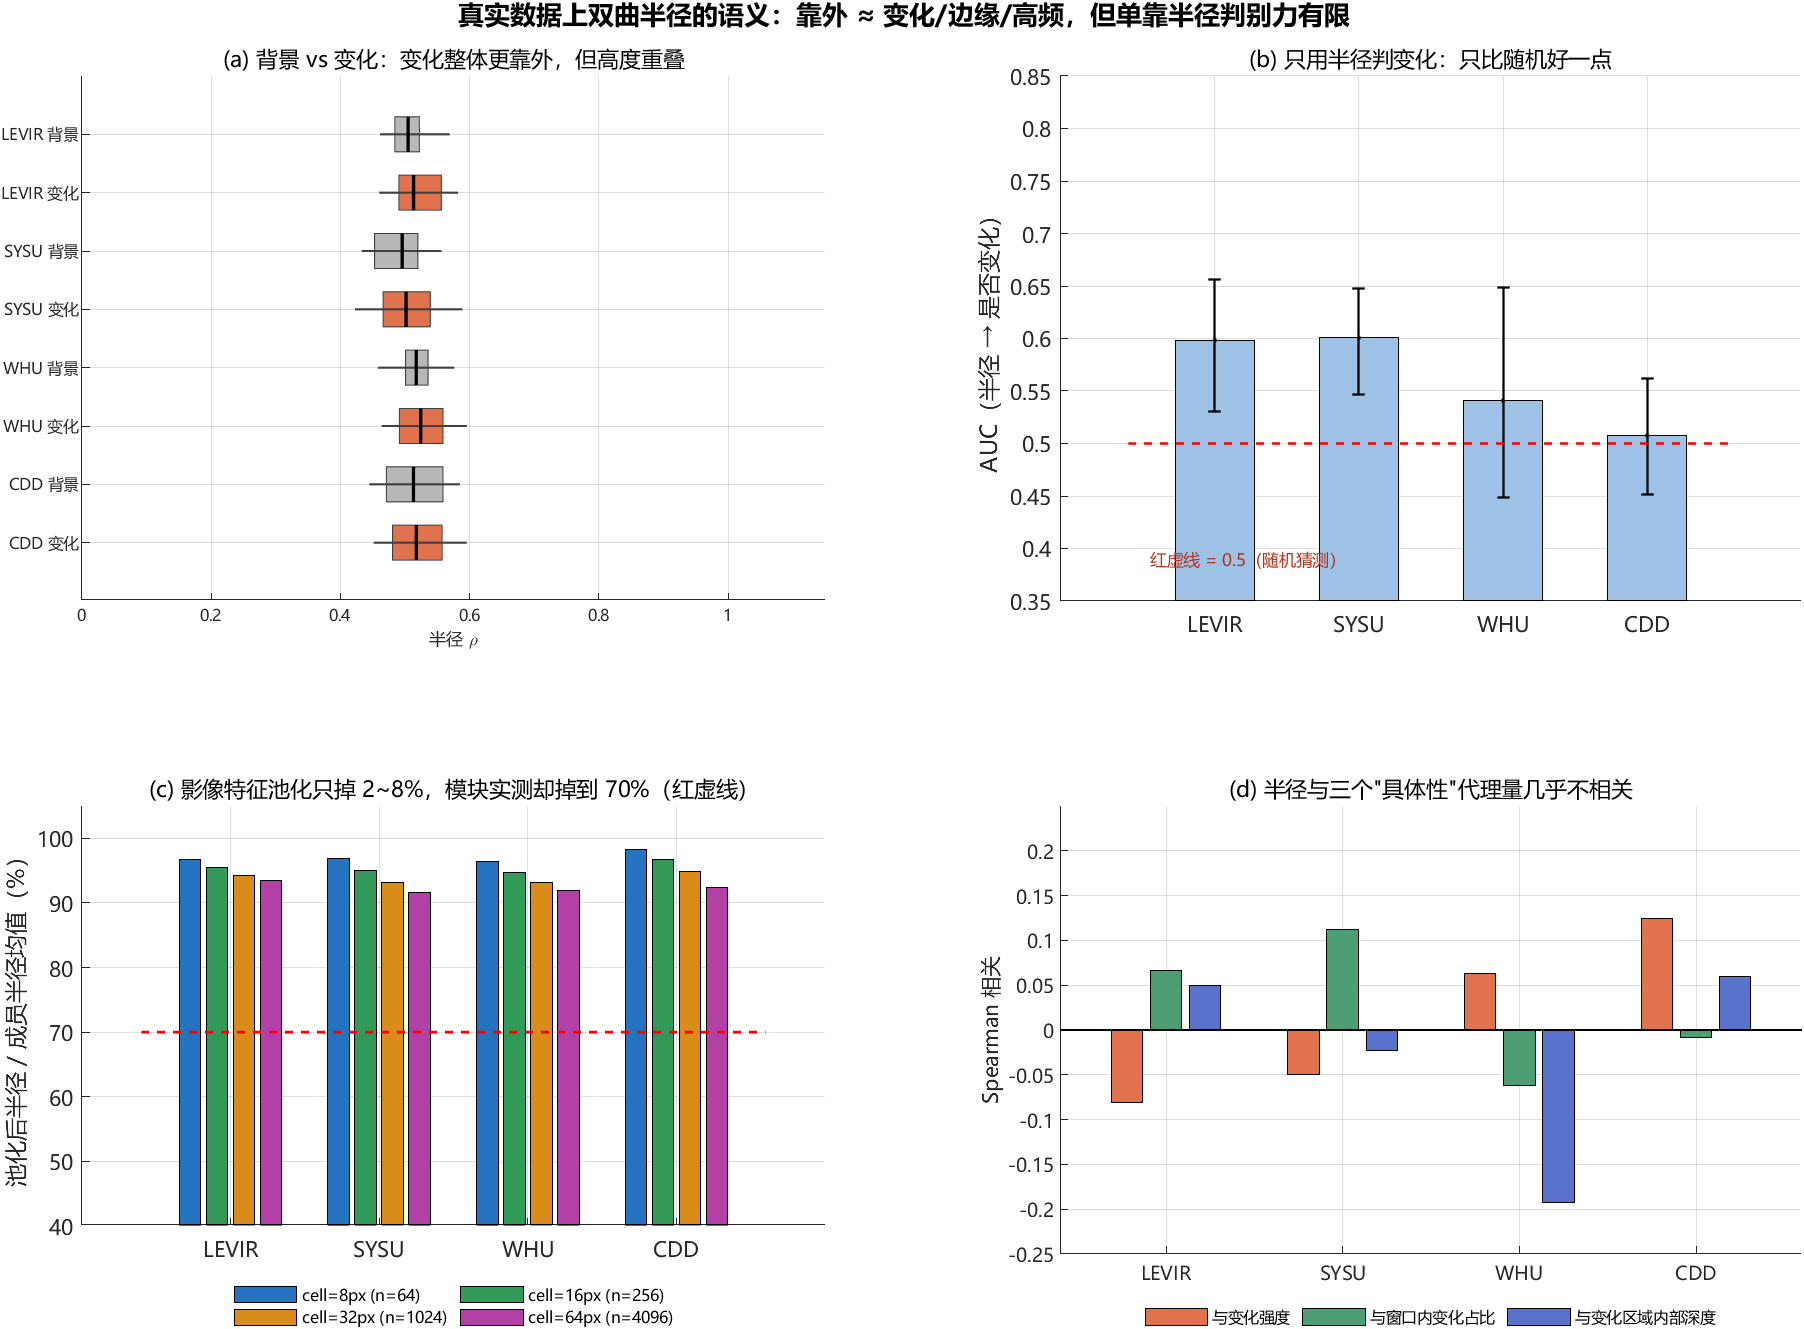 真实数据上双曲半径的语义：靠外 ≈ 变化/边缘/高频，但单靠半径判别力有限
(a) 背景 vs 变化：变化整体更靠外，但高度重叠
LEVIR 背景
LEVIR 变化
SYSU 背景
SYSU 变化
WHU 背景
WHU 变化
CDD 背景
CDD 变化
0 0.2 0.4 0.6 0.8 1
半径 ρ
(b) 只用半径判变化：只比随机好一点
AUC（半径 → 是否变化）
0.85
0.8
0.75
0.7
0.65
0.6
0.55
0.5
0.45
0.4
0.35
红虚线 = 0.5（随机猜测）
LEVIR SYSU WHU CDD
(c) 影像特征池化只掉 2~8%，模块实测却掉到 70%（红虚线）
池化后半径 / 成员半径均值（%）
100
90
80
70
60
50
40
LEVIR SYSU WHU CDD
cell=8px (n=64) cell=16px (n=256)
cell=32px (n=1024) cell=64px (n=4096)
(d) 半径与三个"具体性"代理量几乎不相关
Spearman 相关
0.2
0.15
0.1
0.05
0
-0.05
-0.1
-0.15
-0.2
-0.25
LEVIR SYSU WHU CDD
与变化强度 与窗口内变化占比 与变化区域内部深度